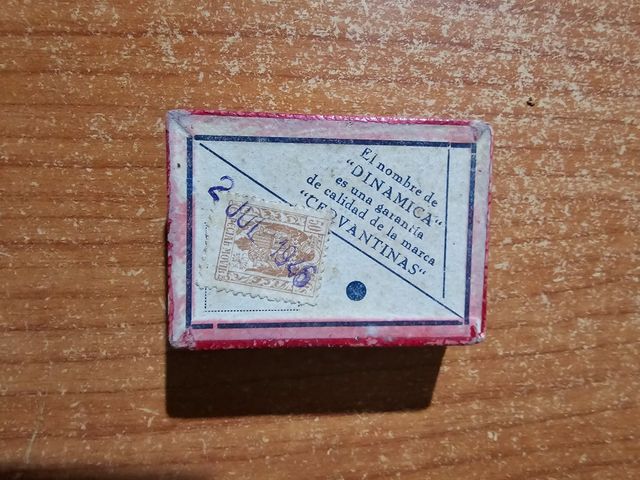 El nombre de
“DINAMICA”
es una garantía
de calidad de la marca
“CERVANTINAS”
2 JUL 1946